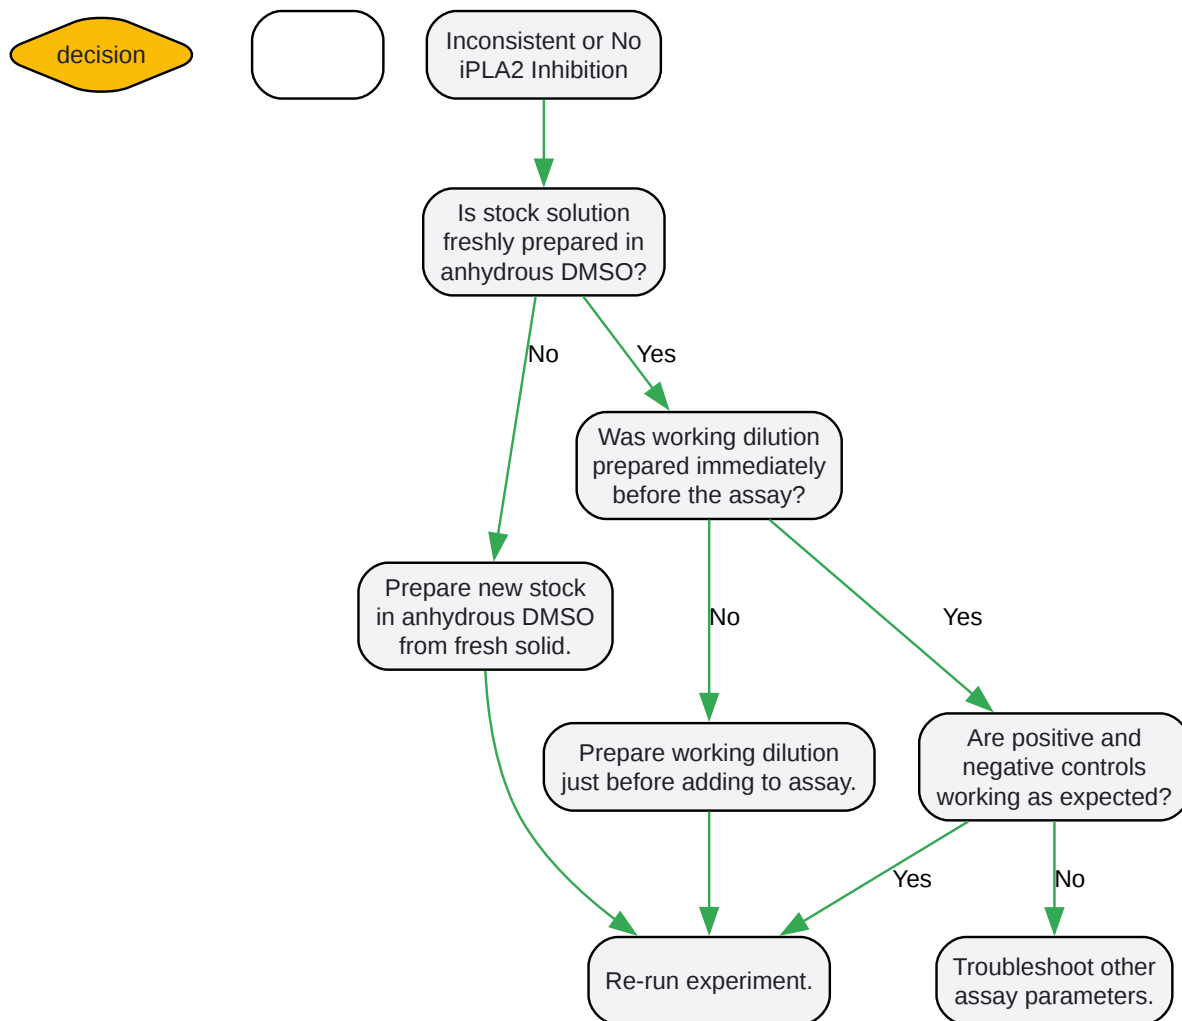 decision
Inconsistent or No
iPLA2 Inhibition
Is stock solution
freshly prepared in
anhydrous DMSO?
No
Yes
Was working dilution
prepared immediately
before the assay?
Prepare new stock
in anhydrous DMSO
from fresh solid.
No
Yes
Prepare working dilution
just before adding to assay.
Are positive and
negative controls
working as expected?
Yes
No
Re-run experiment.
Troubleshoot other
assay parameters.